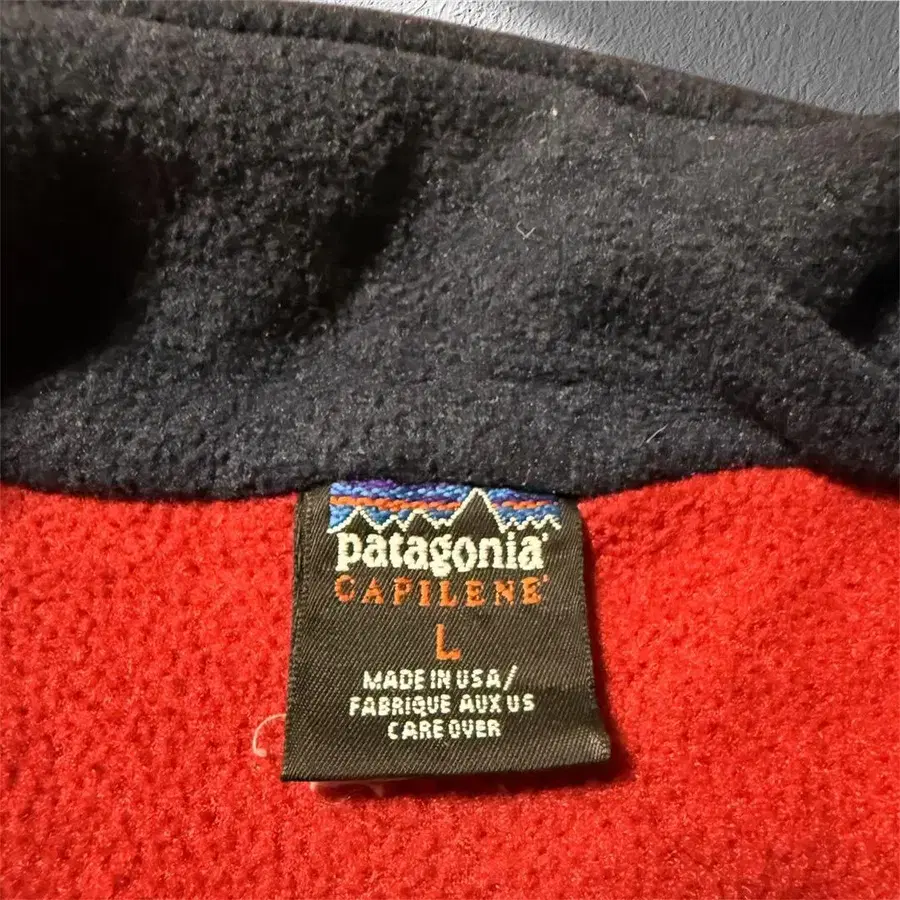 patagonia®
CAPILENE®
L
MADE IN USA/
FABRIQUE AUX US
CARE OVER